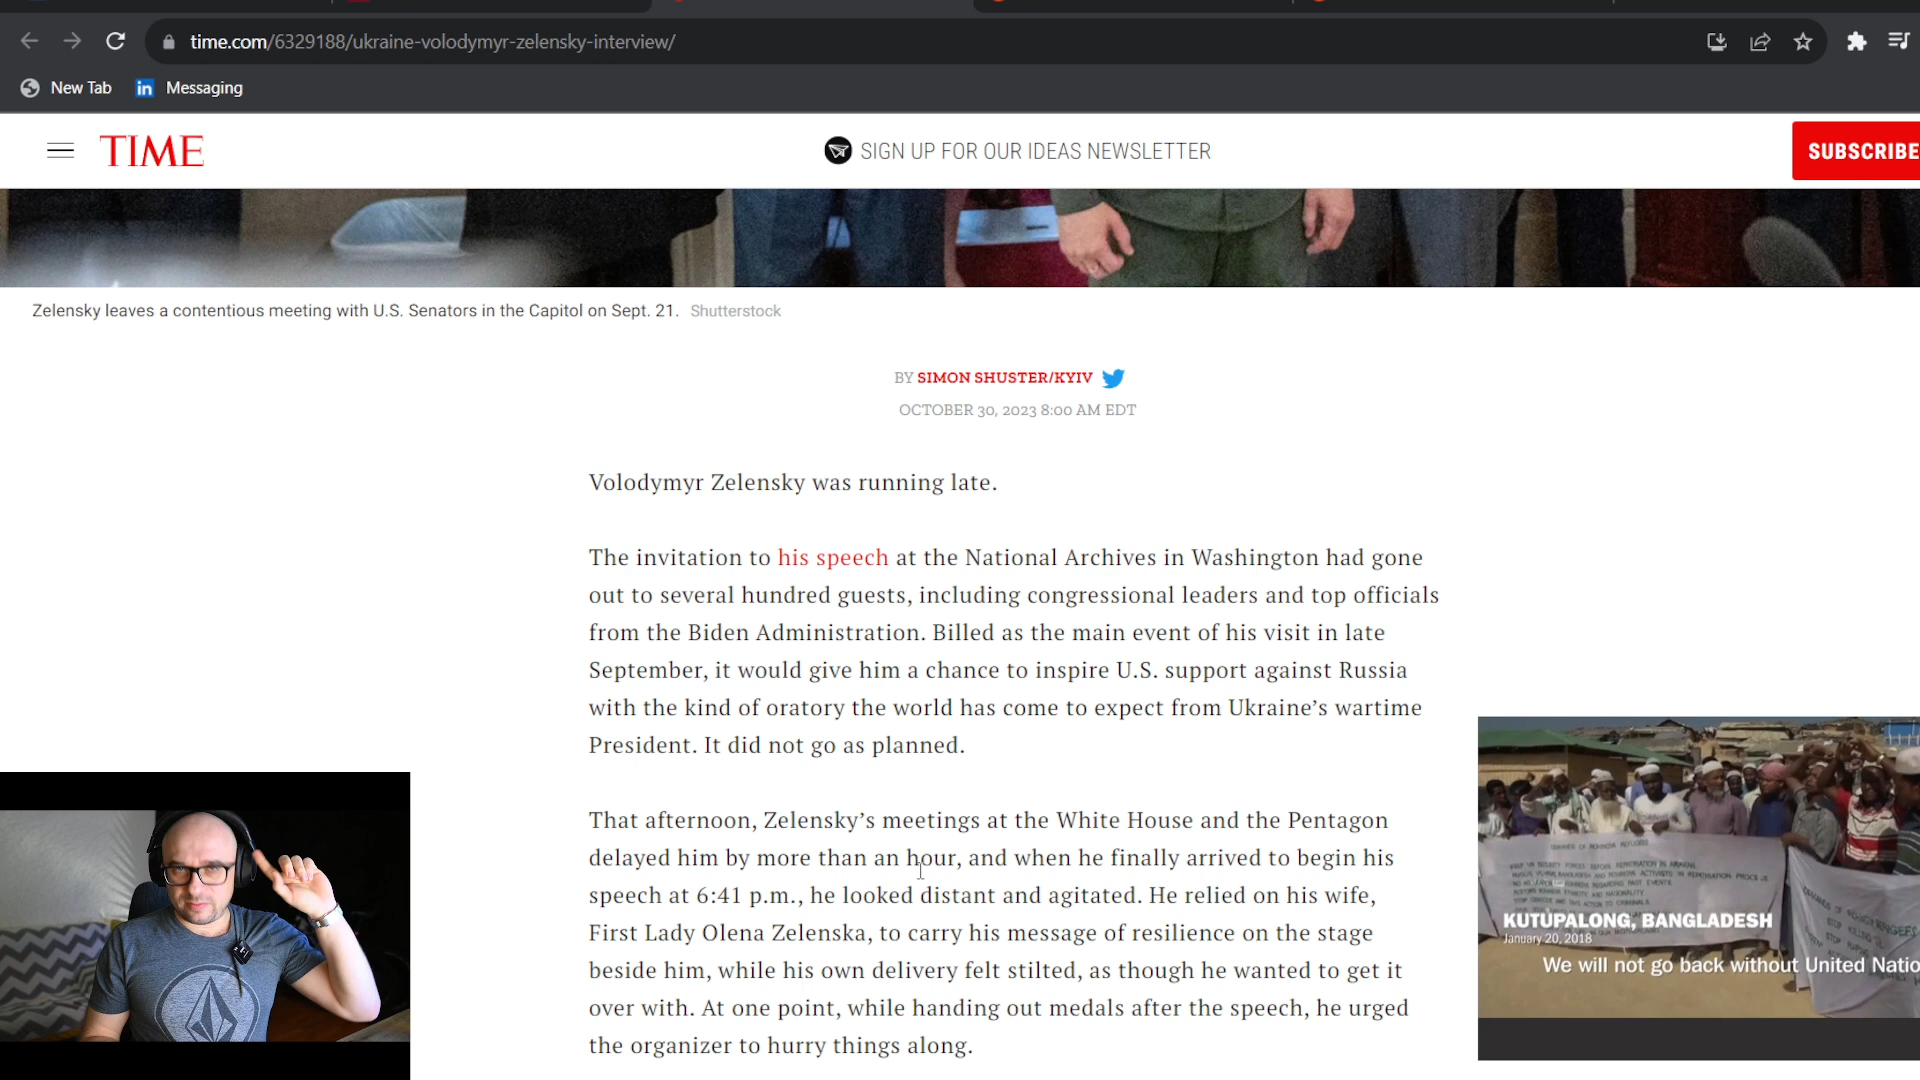 time.com/6329188/ukraine-volodymyr-zelensky-interview/
New Tab
in Messaging
TIME
SIGN UP FOR OUR IDEAS NEWSLETTER
SUBSCRIBE
Zelensky leaves a contentious meeting with U.S. Senators in the Capitol on Sept. 21. Shutterstock
BY SIMON SHUSTER/KYIV
OCTOBER 30, 2023 8:00 AM EDT
Volodymyr Zelensky was running late.
The invitation to his speech at the National Archives in Washington had gone
out to several hundred guests, including congressional leaders and top officials
from the Biden Administration. Billed as the main event of his visit in late
September, it would give him a chance to inspire U.S. support against Russia
with the kind of oratory the world has come to expect from Ukraine's wartime
President. It did not go as planned.
That afternoon, Zelensky's meetings at the White House and the Pentagon
delayed him by more than an hour, and when he finally arrived to begin his
speech at 6:41 p.m., he looked distant and agitated. He relied on his wife,
First Lady Olena Zelenska, to carry his message of resilience on the stage
beside him, while his own delivery felt stilted, as though he wanted to get it
over with. At one point, while handing out medals after the speech, he urged
the organizer to hurry things along.
KUTUPALONG, BANGLADESH
January 20, 2018
We will not go back without United Natio